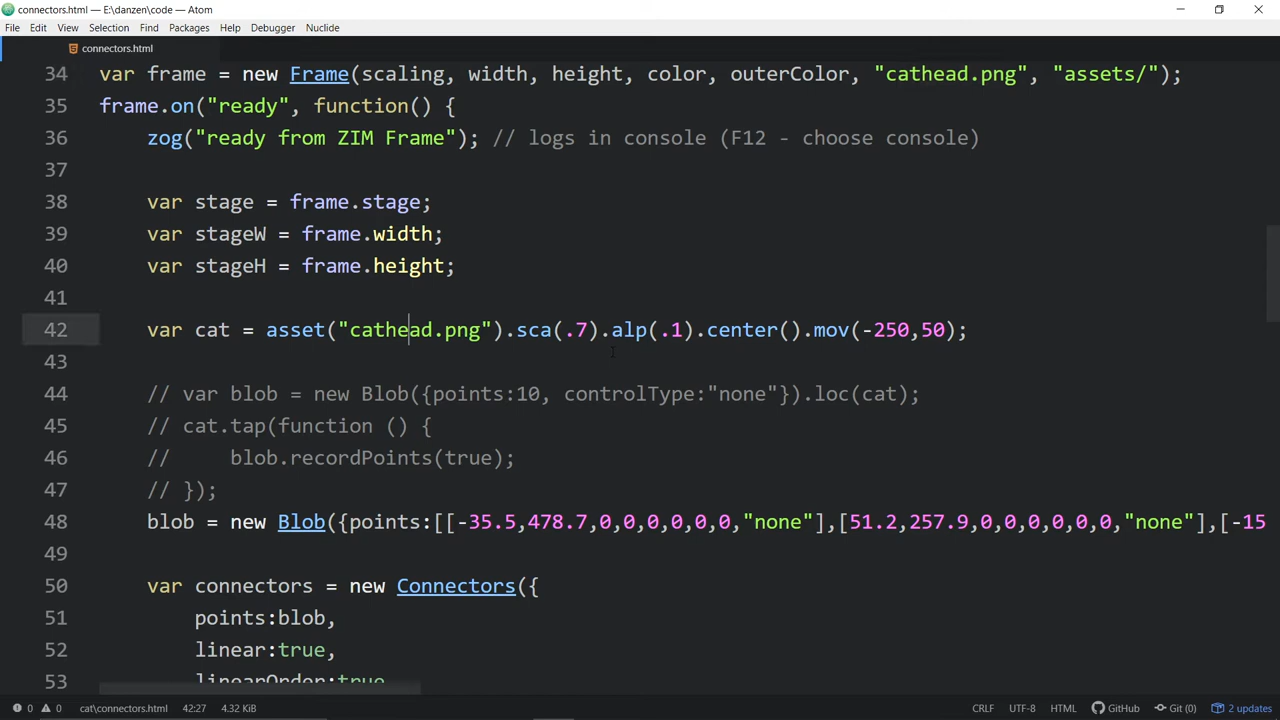 connectors.html — E:\danzen\code — Atom
File Edit View Selection Find Packages Help Debugger Nuclide
connectors.html
34 var frame = new Frame(scaling, width, height, color, outerColor, "cathead.png", "assets/");
35 frame.on("ready", function() {
36 zog("ready from ZIM Frame"); // logs in console (F12 - choose console)
37
38 var stage = frame.stage;
39 var stageW = frame.width;
40 var stageH = frame.height;
41
42 var cat = asset("cathead.png").sca(.7).alp(.1).center().mov(-250,50);
43
44 // var blob = new Blob({points:10, controlType:"none"}).loc(cat);
45 // cat.tap(function () {
46 //     blob.recordPoints(true);
47 // });
48 blob = new Blob({points:[[-35.5,478.7,0,0,0,0,0,0,"none"],[51.2,257.9,0,0,0,0,0,0,"none"],[-15
49
50 var connectors = new Connectors({
51 points:blob,
52 linear:true,
53 linearOrder:true
0 0 cat\connectors.html 42:27 4.32 KiB CRLF UTF-8 HTML GitHub Git (0) 2 updates